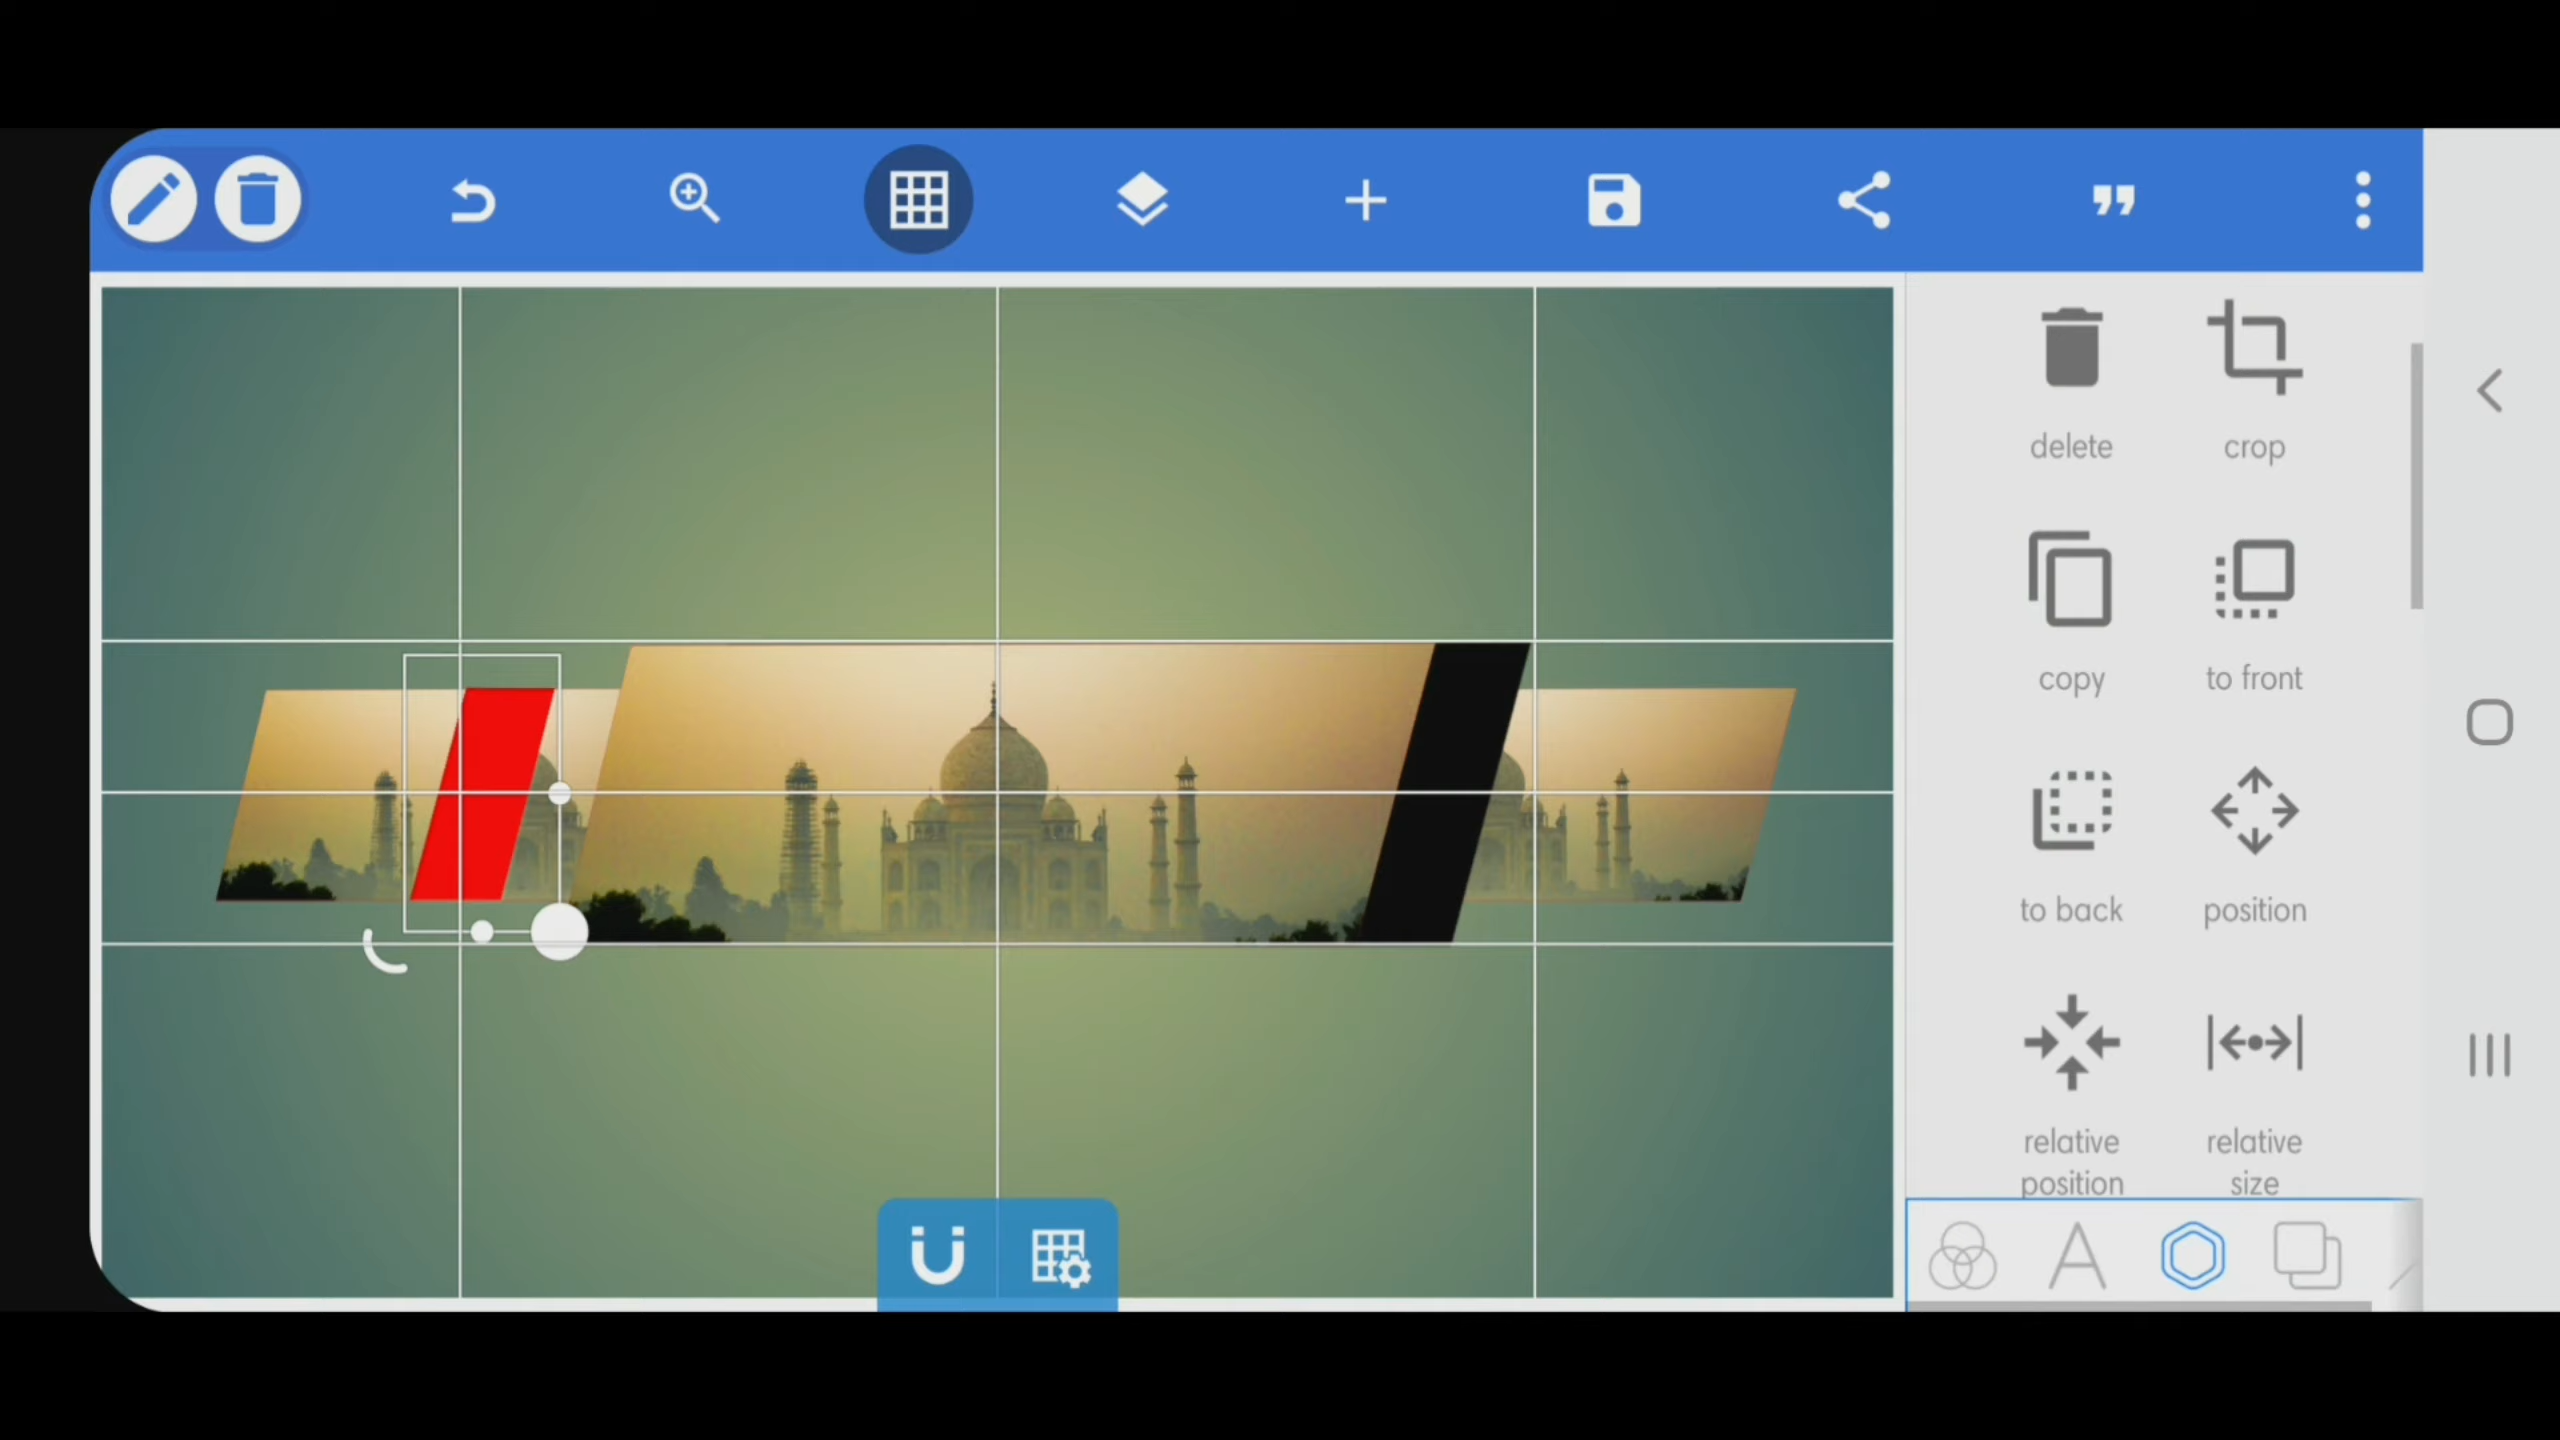 delete
crop
copy
to front
to back
position
relative
position
relative
size